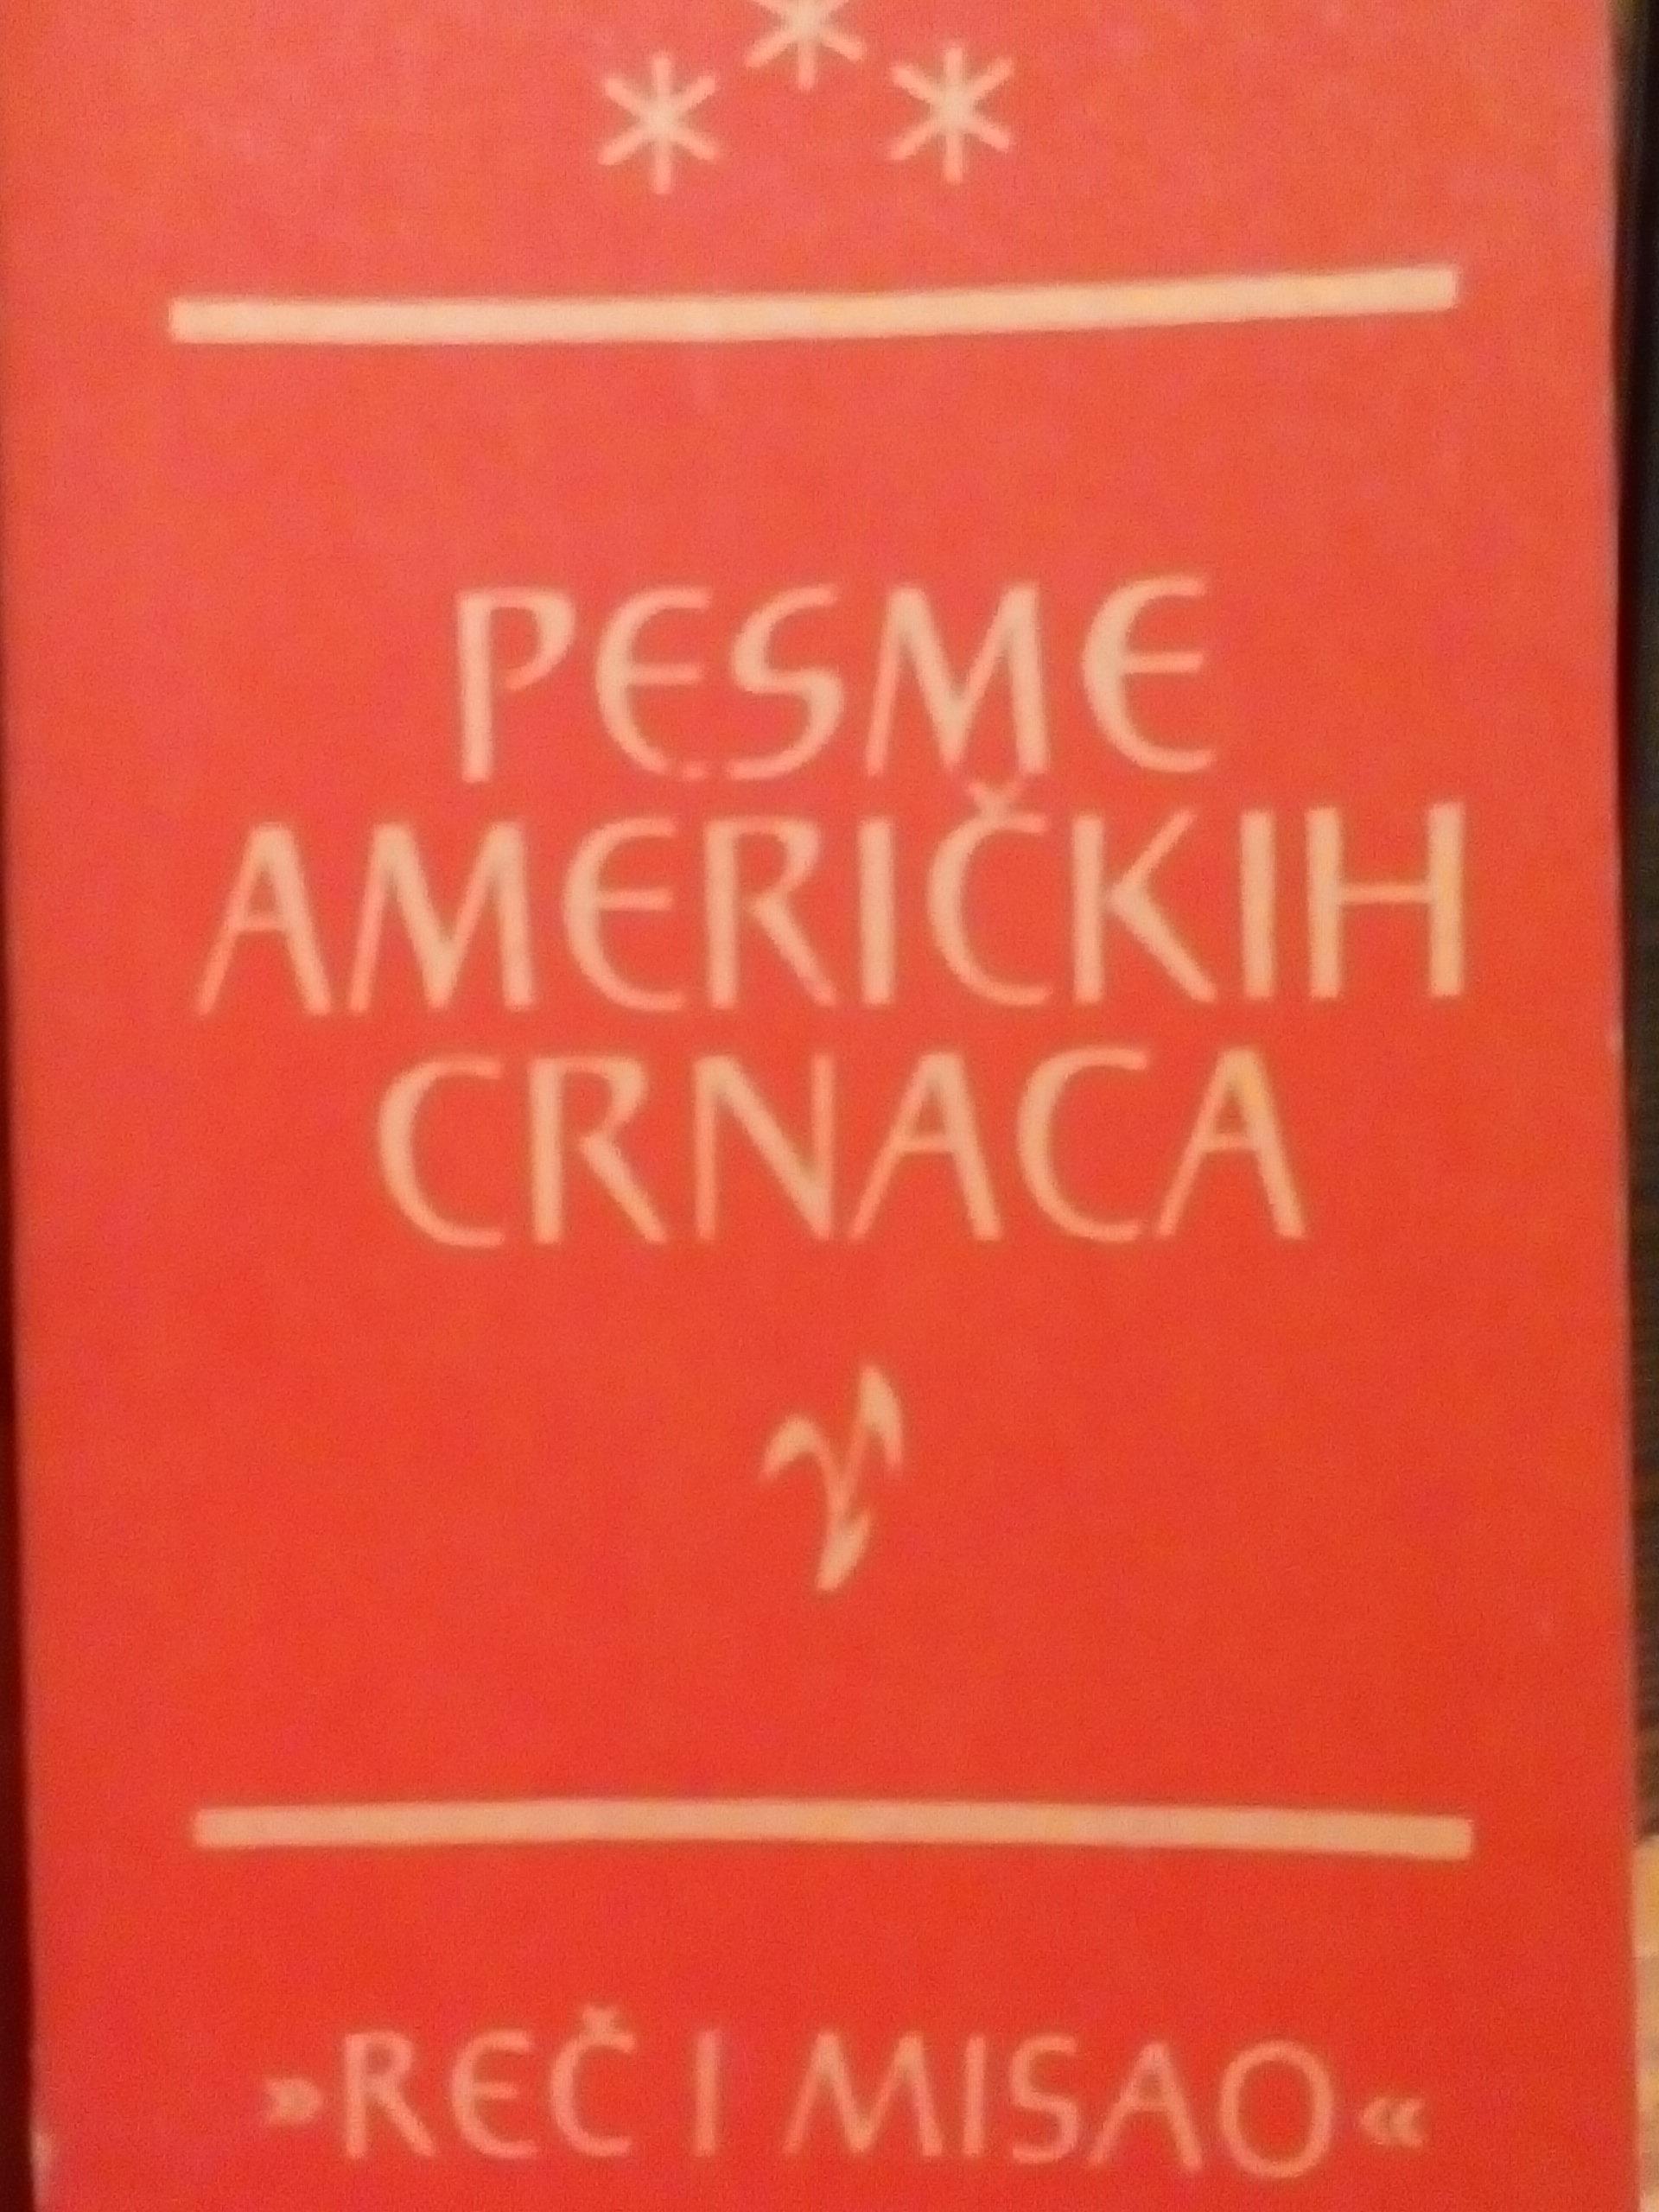 PESME
AMERIČKIH
CRNACA
»REČ I MISAO«